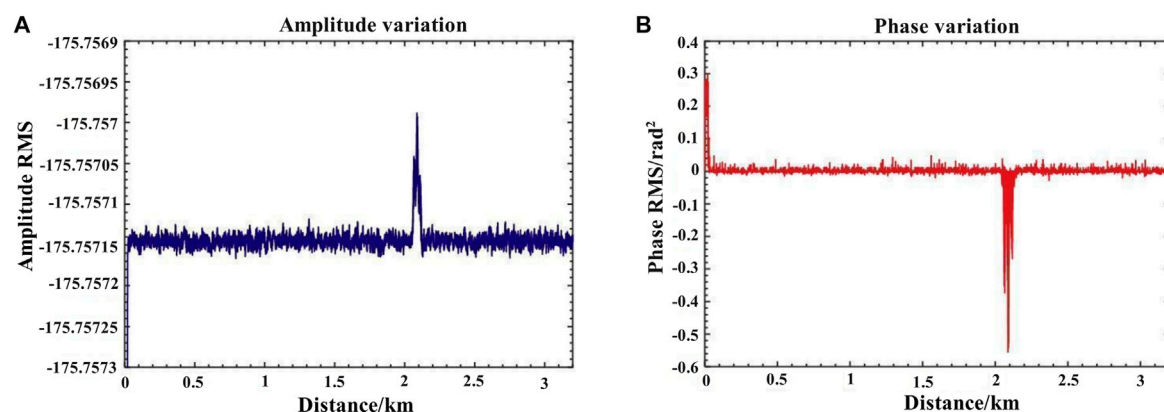 A
Amplitude variation
Amplitude RMS
-175.7569
-175.75695
-175.757
-175.75705
-175.7571
-175.75715
-175.7572
-175.75725
-175.7573
0 0.5 1 1.5 2 2.5 3
Distance/km
B
Phase variation
Phase RMS/rad²
0.4
0.3
0.2
0.1
0
-0.1
-0.2
-0.3
-0.4
-0.5
-0.6
0 0.5 1 1.5 2 2.5 3
Distance/km